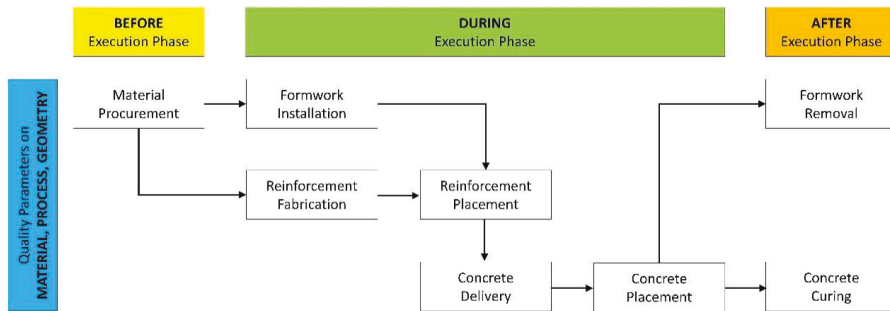 BEFORE
Execution Phase
DURING
Execution Phase
AFTER
Execution Phase
Quality Parameters on
MATERIAL, PROCESS, GEOMETRY
Material
Procurement
Formwork
Installation
Formwork
Removal
Reinforcement
Fabrication
Reinforcement
Placement
Concrete
Delivery
Concrete
Placement
Concrete
Curing